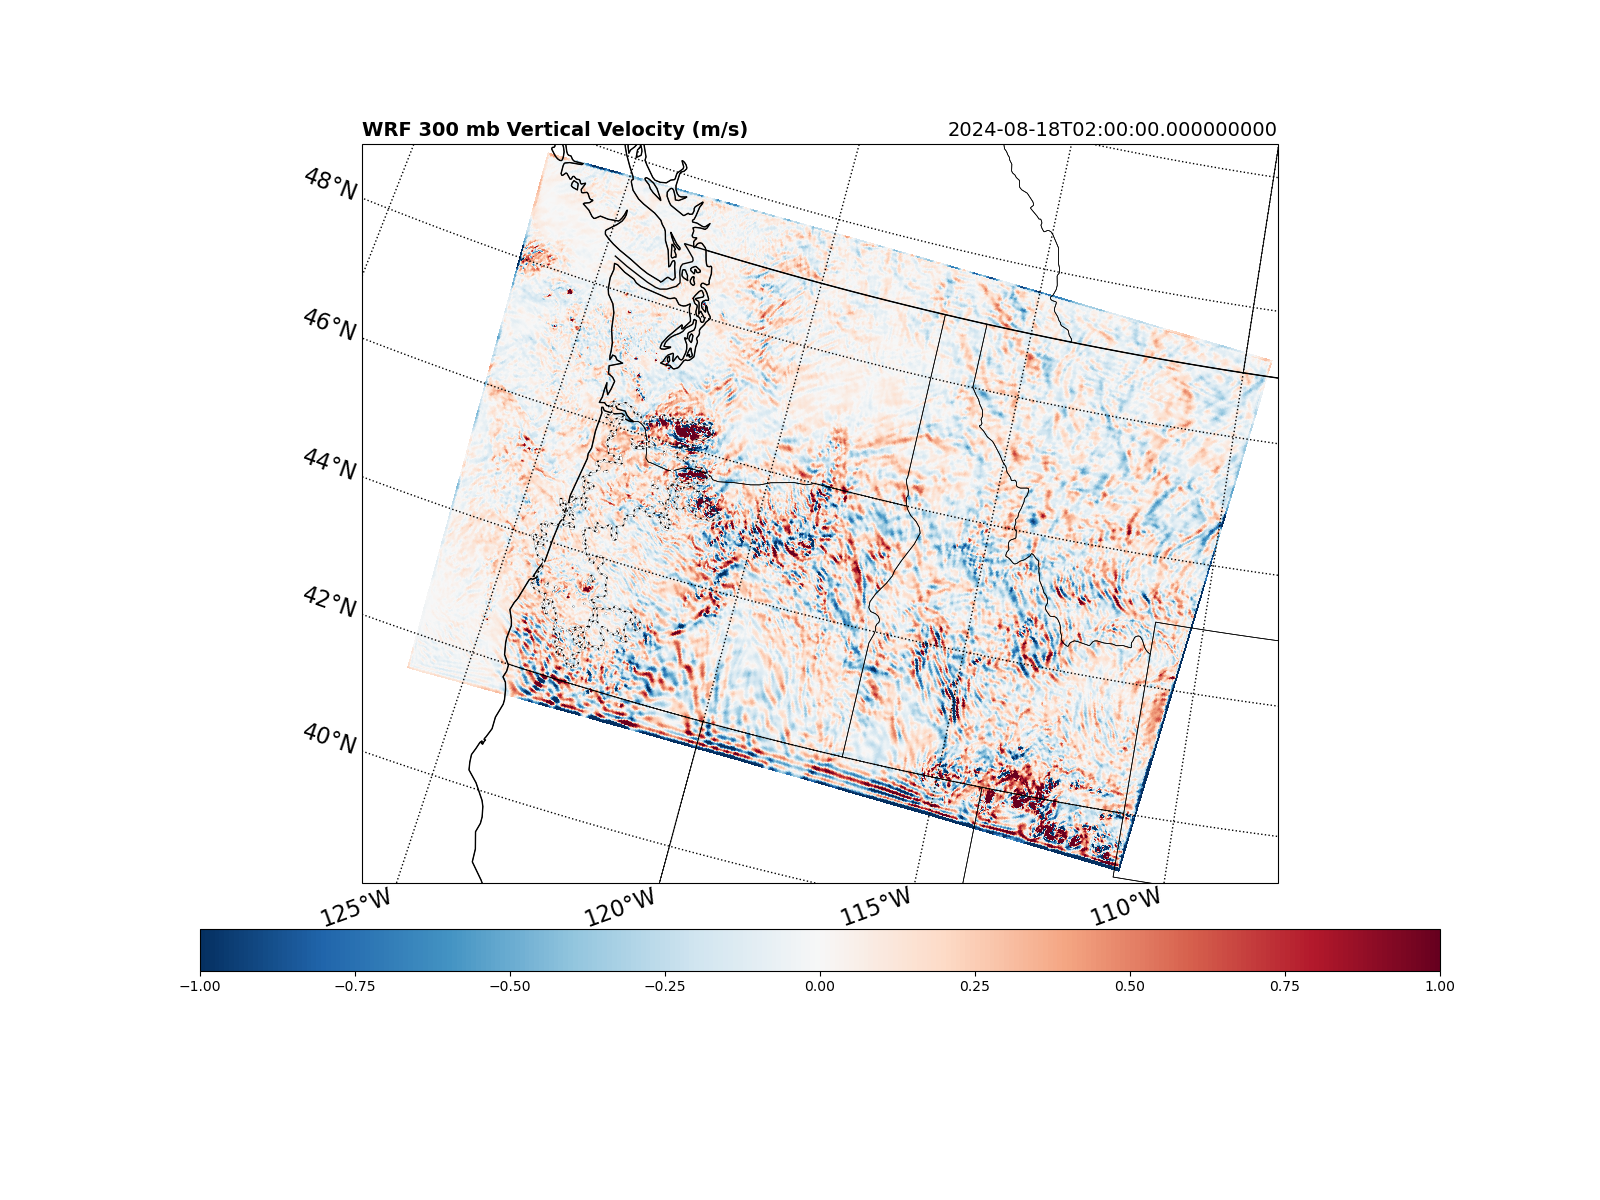 WRF 300 mb Vertical Velocity (m/s) 2024-08-18T02:00:00.000000000
48°N
46°N
44°N
42°N
40°N
125°W 120°W 115°W 110°W
−1.00 −0.75 −0.50 −0.25 0.00 0.25 0.50 0.75 1.00